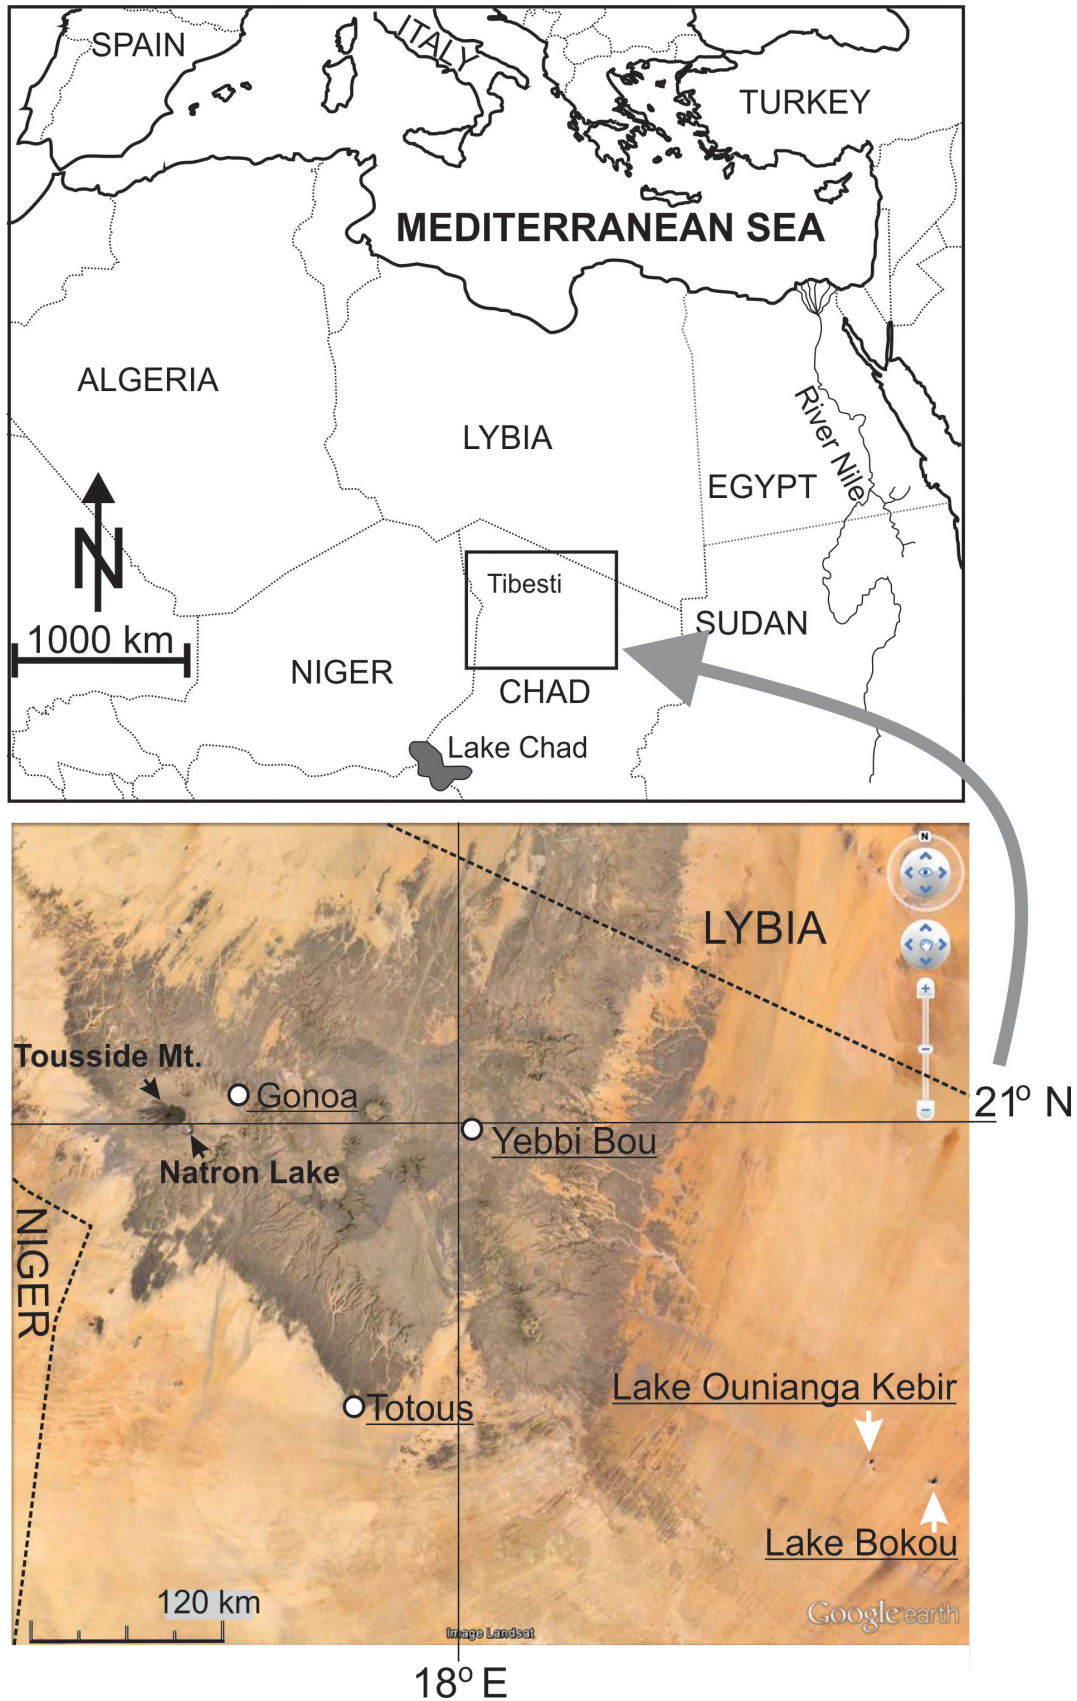 SPAIN
ITALY
TURKEY
MEDITERRANEAN SEA
ALGERIA
LYBIA
River Nile
EGYPT
N
Tibesti
1000 km
SUDAN
NIGER
CHAD
Lake Chad
N
LYBIA
Tousside Mt.
Gonoa
21º N
Yebbi Bou
Natron Lake
NIGER
Lake Ounianga Kebir
Totous
Lake Bokou
120 km
Google earth
Image Landsat
18º E